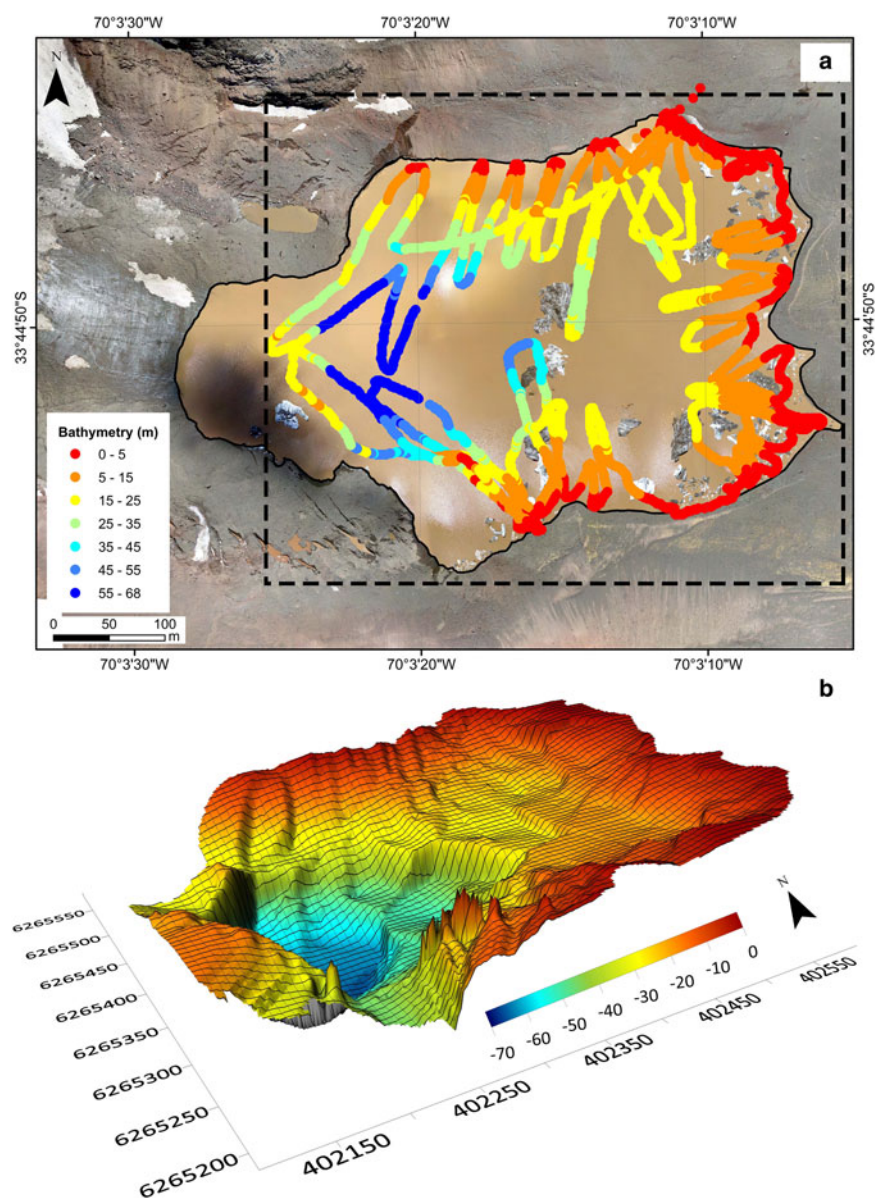 70°3'30"W 70°3'20"W 70°3'10"W
N
a
33°44'50"S 33°44'50"S
Bathymetry (m)
0 - 5
5 - 15
15 - 25
25 - 35
35 - 45
45 - 55
55 - 68
0 50 100
m
70°3'30"W 70°3'20"W 70°3'10"W
b
N
6265550
6265500
6265450
6265400
6265350
6265300
6265250
6265200
-70 -60 -50 -40 -30 -20 -10 0
402150 402250 402350 402450 402550